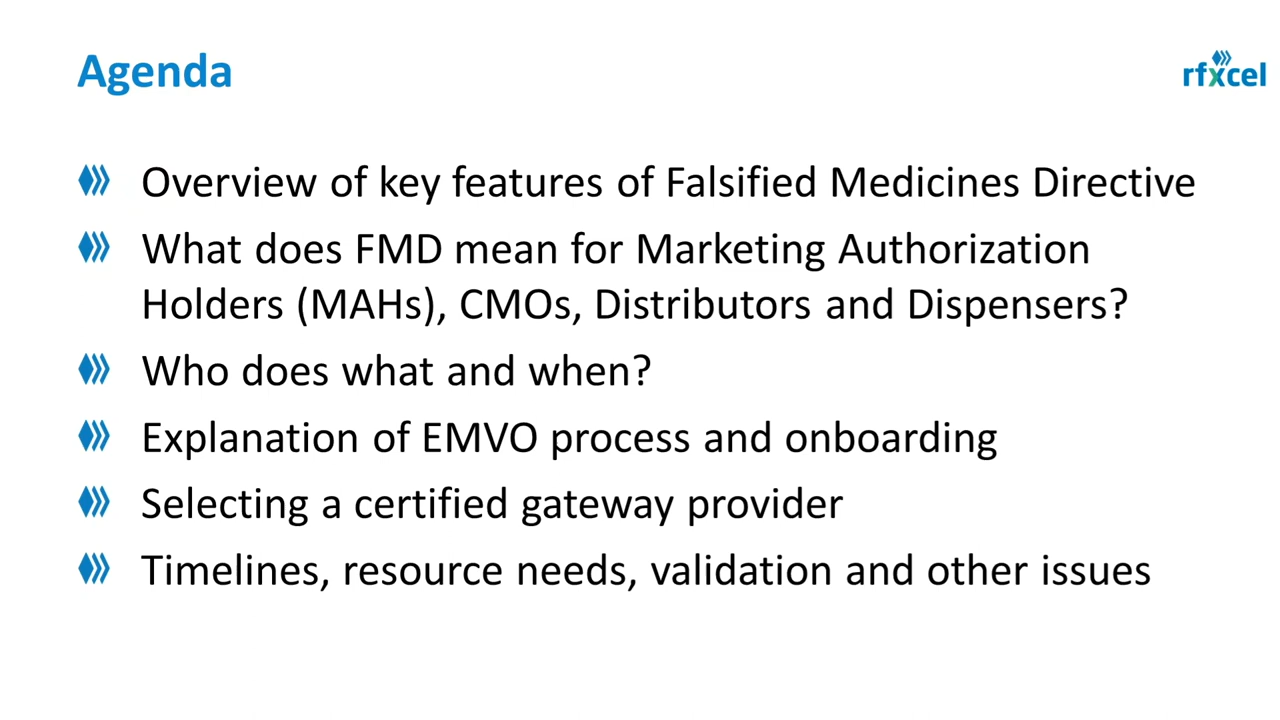 Agenda
rfxcel
Overview of key features of Falsified Medicines Directive
What does FMD mean for Marketing Authorization
Holders (MAHs), CMOs, Distributors and Dispensers?
Who does what and when?
Explanation of EMVO process and onboarding
Selecting a certified gateway provider
Timelines, resource needs, validation and other issues